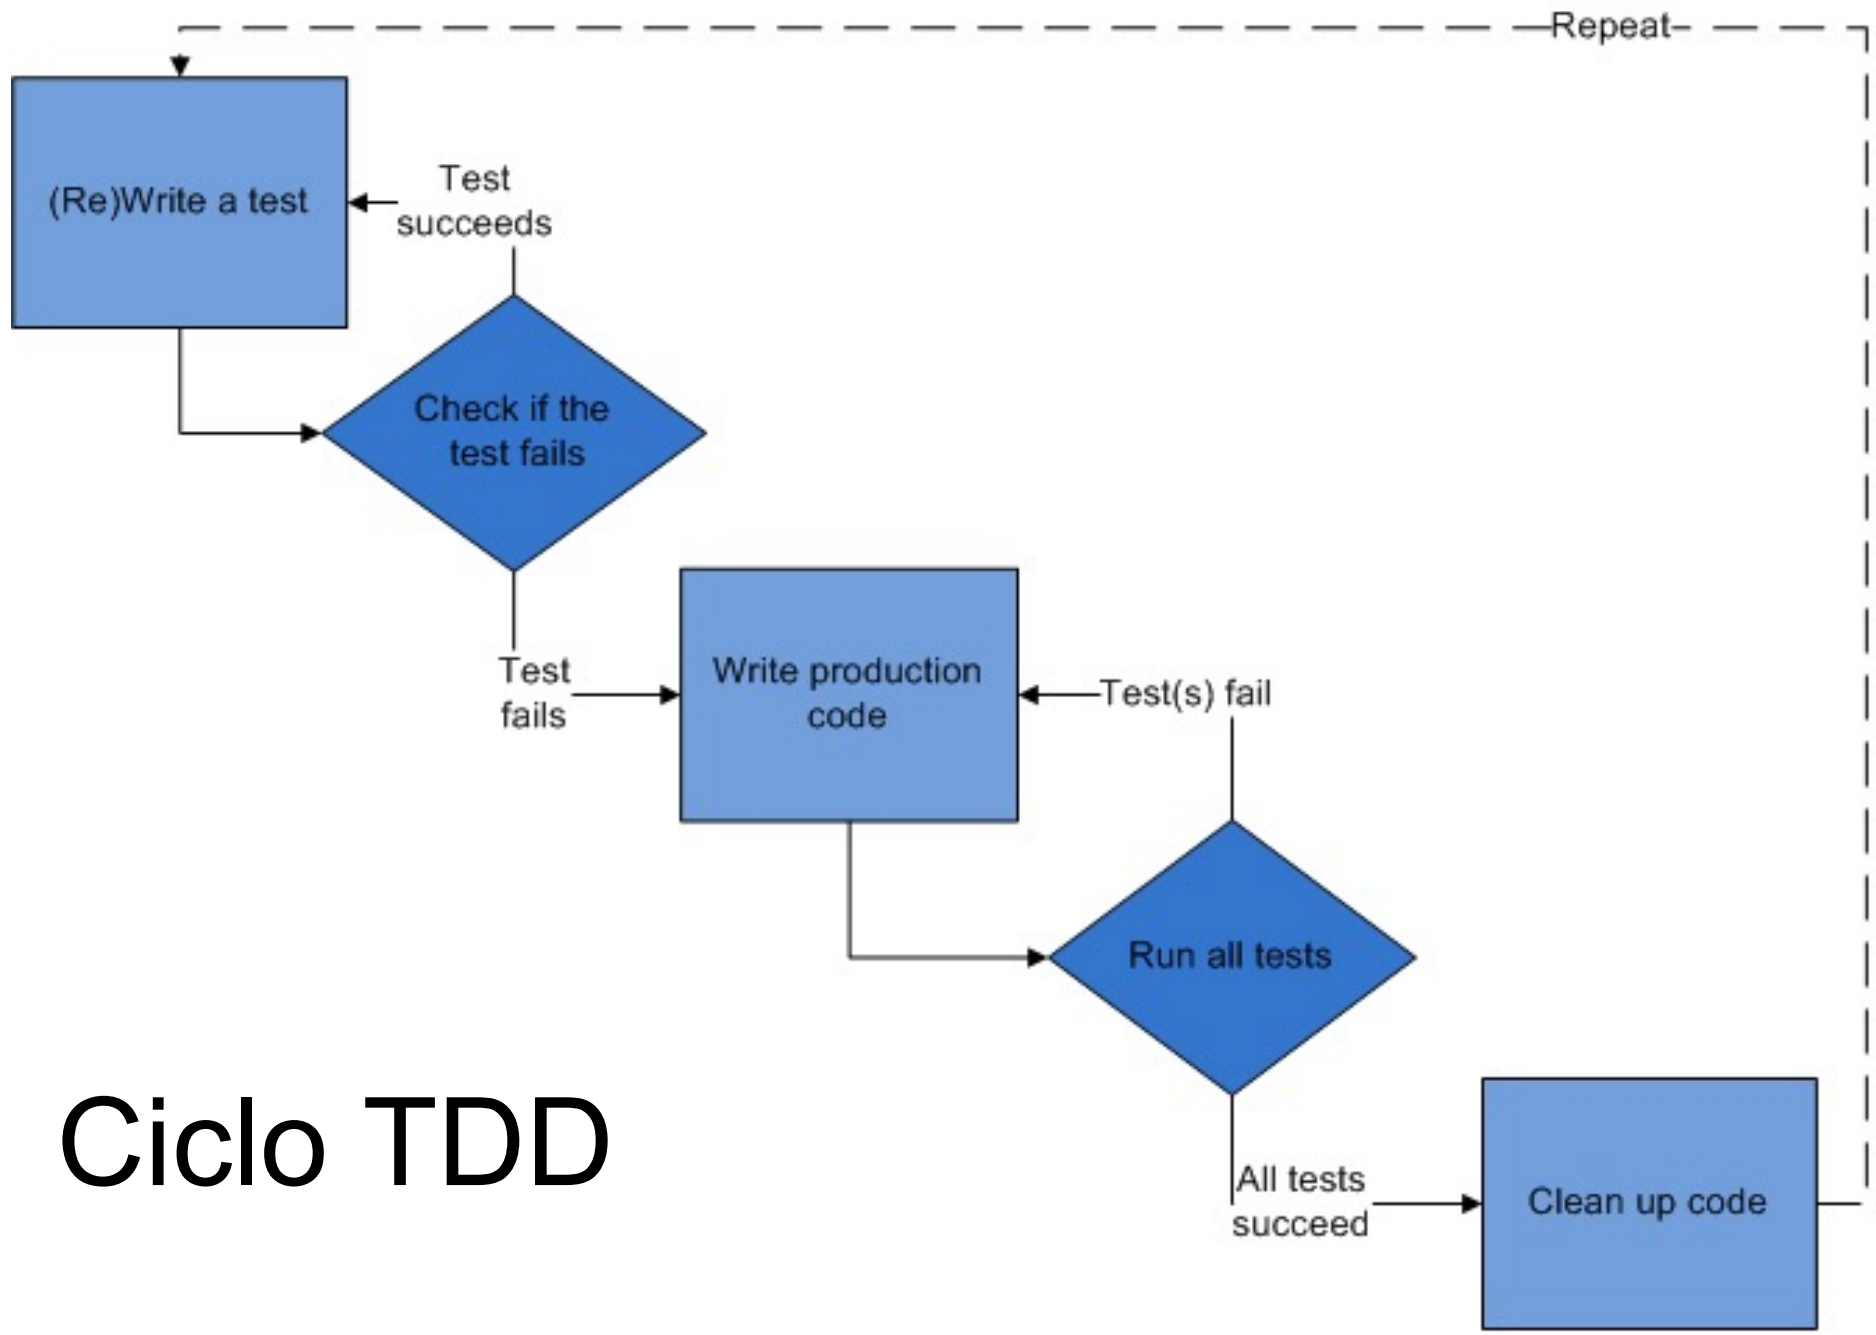 Repeat
(Re)Write a test
Test
succeeds
Check if the
test fails
Test
fails
Write production
code
Test(s) fail
Run all tests
All tests
succeed
Clean up code
Ciclo TDD